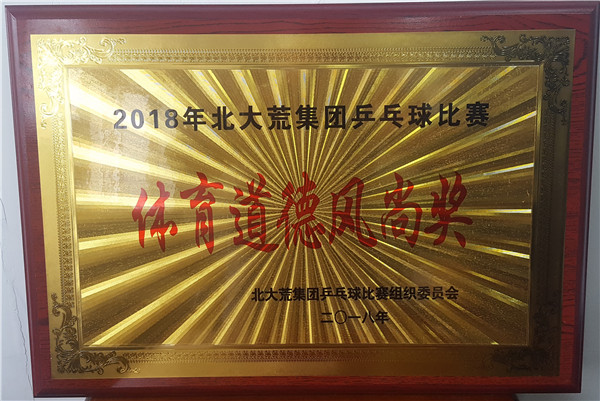 2018年北大荒集团乒乓球比赛
体育道德风尚奖
北大荒集团乒乓球比赛组织委员会
二〇一八年